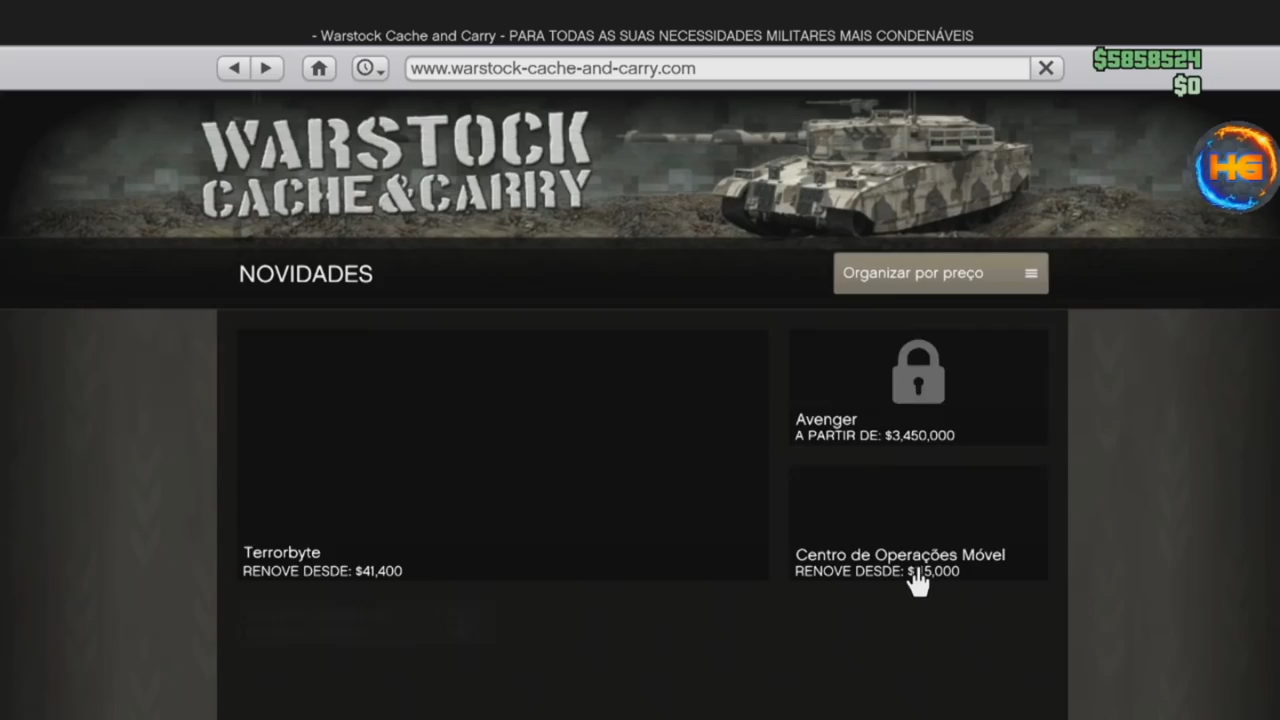 - Warstock Cache and Carry - PARA TODAS AS SUAS NECESSIDADES MILITARES MAIS CONDENÁVEIS
www.warstock-cache-and-carry.com
$5858524
$0
WARSTOCK
CACHE&CARRY
HG
NOVIDADES
Organizar por preço
Avenger
A PARTIR DE: $3,450,000
Terrorbyte
RENOVE DESDE: $41,400
Centro de Operações Móvel
RENOVE DESDE: